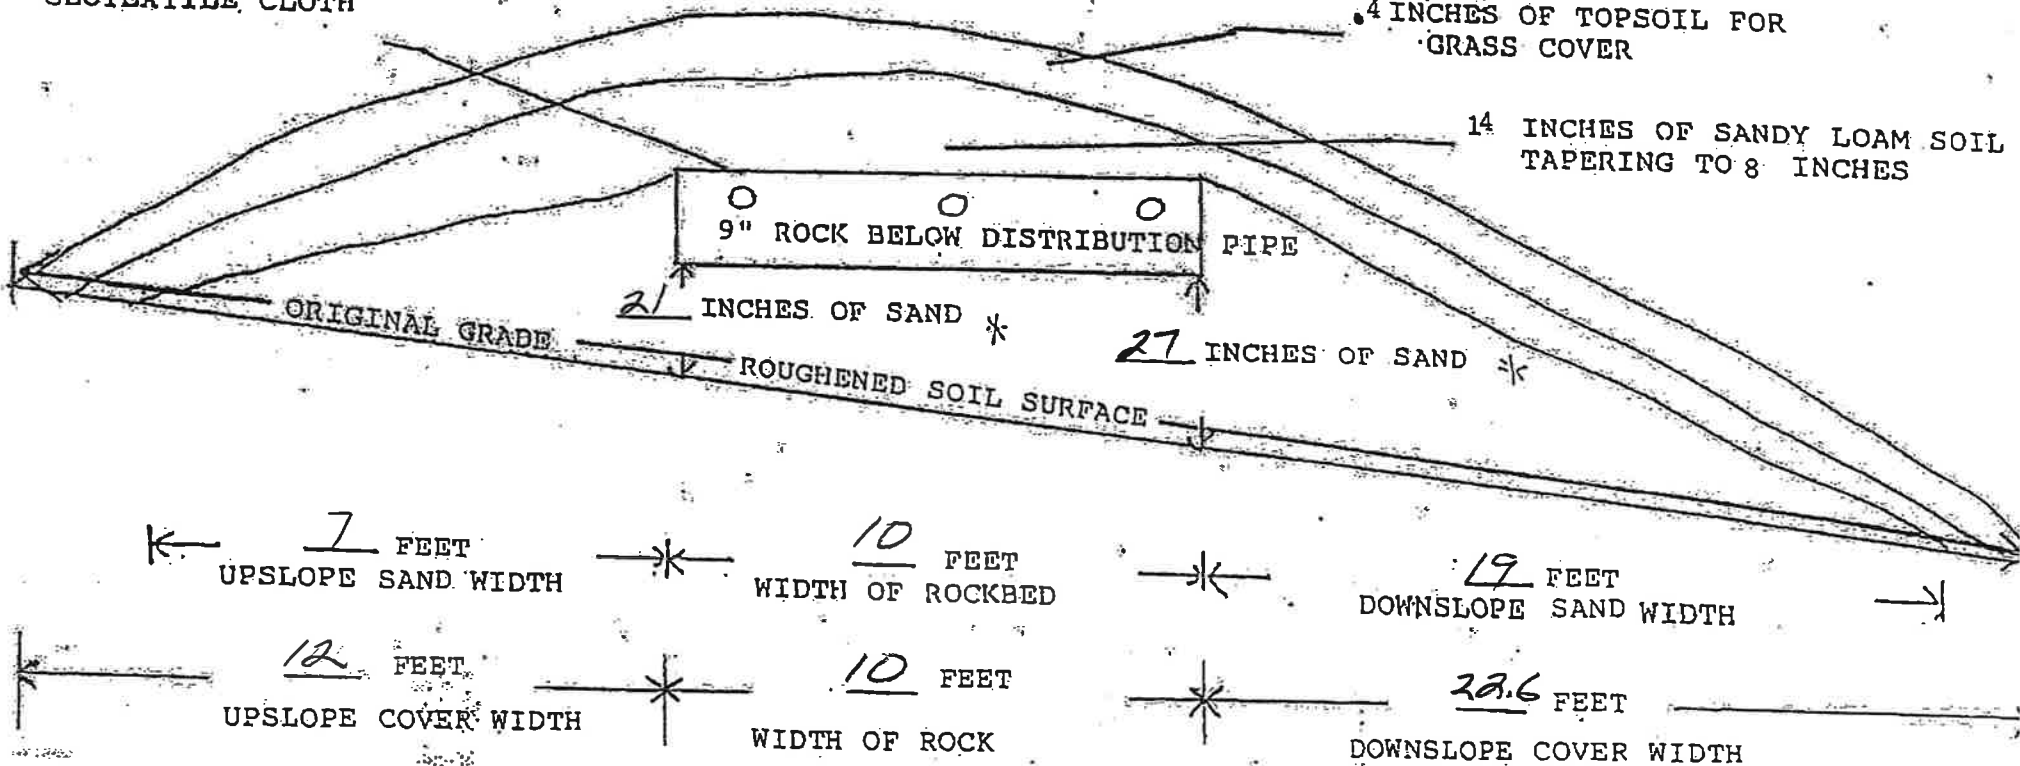 CLOTH
.4 INCHES OF TOPSOIL FOR
GRASS COVER
14 INCHES OF SANDY LOAM SOIL
TAPERING TO 8 INCHES
9" ROCK BELOW DISTRIBUTION PIPE
21 INCHES OF SAND *
27 INCHES OF SAND *
ORIGINAL GRADE
ROUGHENED SOIL SURFACE
7 FEET
UPSLOPE SAND WIDTH
10 FEET
WIDTH OF ROCKBED
19 FEET
DOWNSLOPE SAND WIDTH
12 FEET
UPSLOPE COVER WIDTH
10 FEET
WIDTH OF ROCK
22.6 FEET
DOWNSLOPE COVER WIDTH